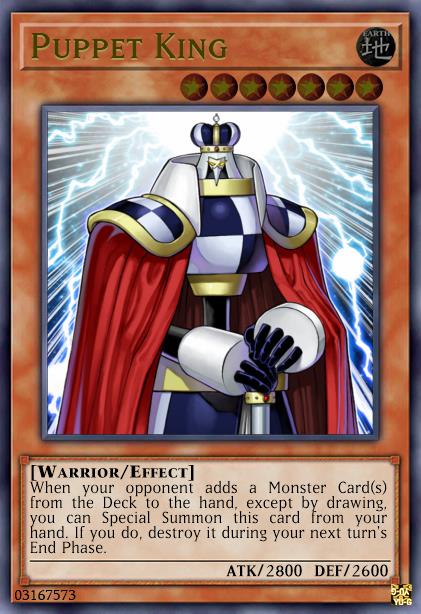 Puppet King
EARTH
地
[Warrior/Effect]
When your opponent adds a Monster Card(s)
from the Deck to the hand, except by drawing,
you can Special Summon this card from your
hand. If you do, destroy it during your next turn's
End Phase.
ATK/2800 DEF/2600
03167573